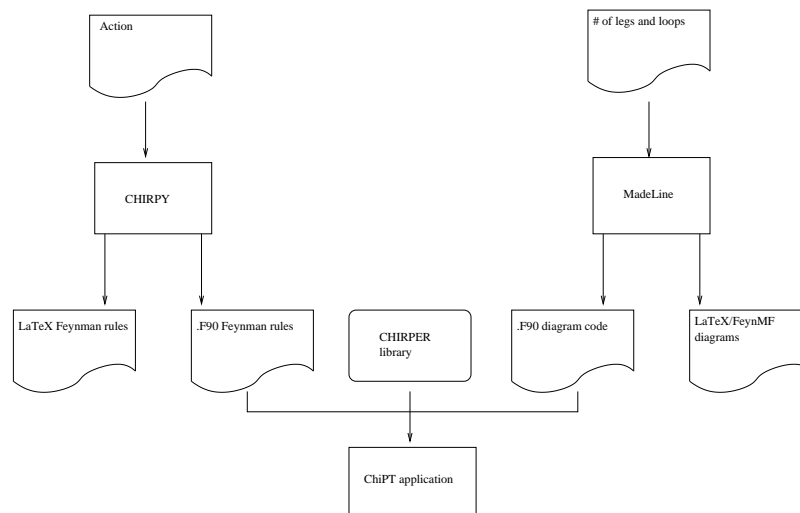 Action
# of legs and loops
CHIRPY
MadeLine
LaTeX Feynman rules
.F90 Feynman rules
CHIRPER
library
.F90 diagram code
LaTeX/FeynMF
diagrams
ChiPT application